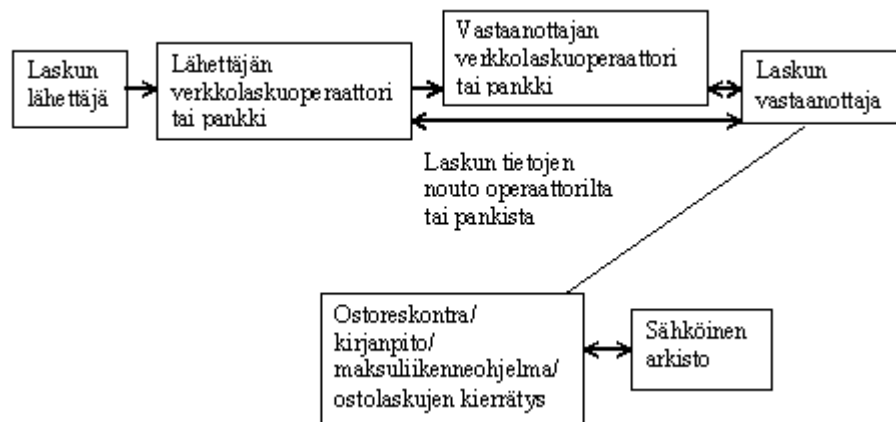 Laskun
lähettäjä
Lähettäjän
verkkolaskuoperaattori
tai pankki
Vastaanottajan
verkkolaskuoperaattori
tai pankki
Laskun
vastaanottaja
Laskun tietojen
nouto operaattorilta
tai pankista
Ostoreskontra/
kirjanpito/
maksuliikenneohjelma/
ostolaskujen kierrätys
Sähköinen
arkisto